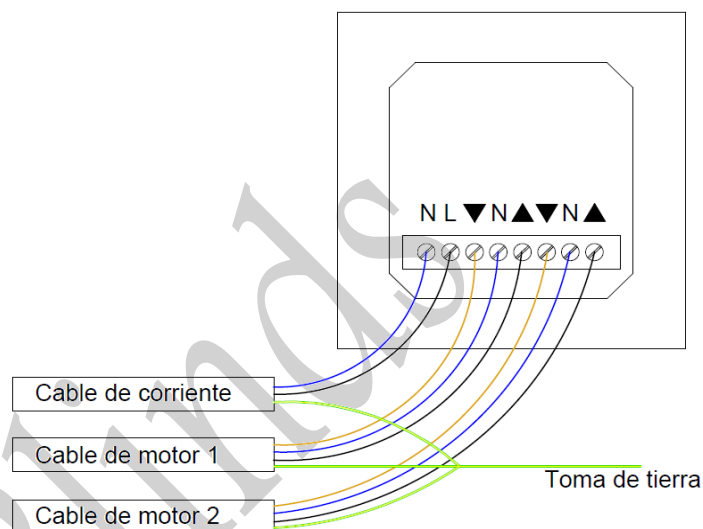 N L ▼ N ▲ ▼ N ▲
Cable de corriente
Cable de motor 1
Toma de tierra
Cable de motor 2